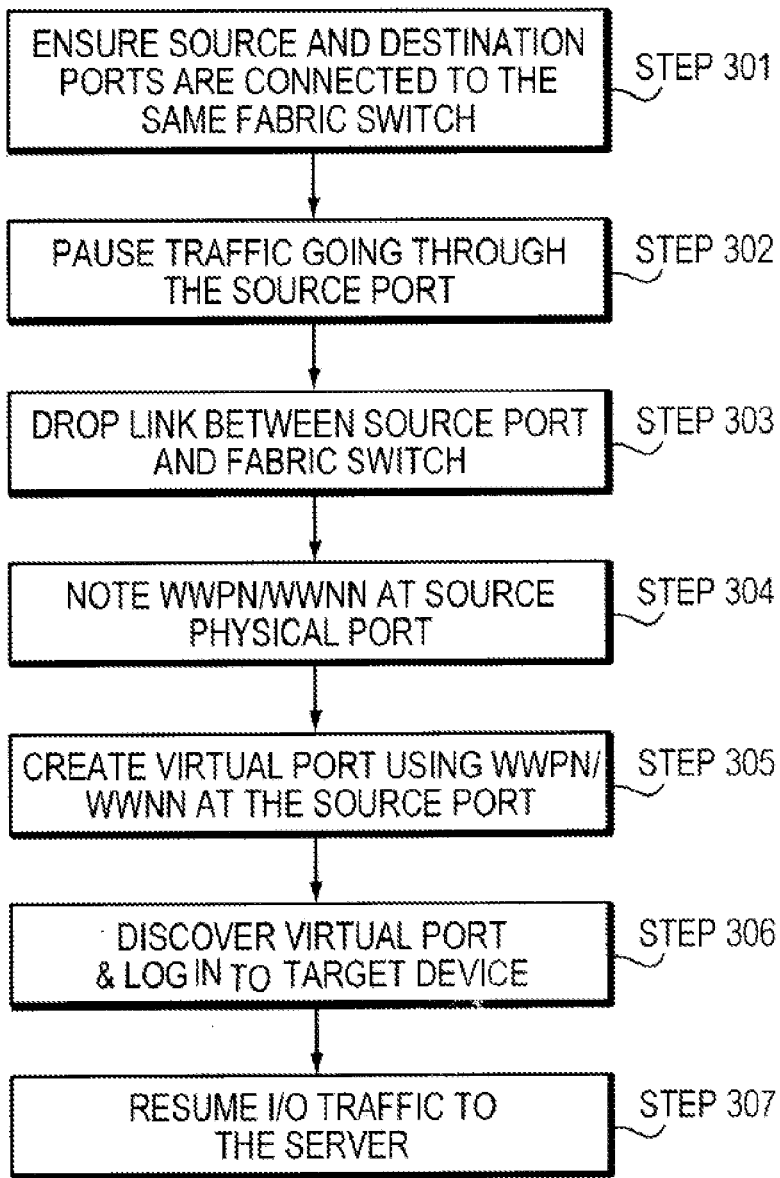 ENSURE SOURCE AND DESTINATION
PORTS ARE CONNECTED TO THE
SAME FABRIC SWITCH
STEP 301
PAUSE TRAFFIC GOING THROUGH
THE SOURCE PORT
STEP 302
DROP LINK BETWEEN SOURCE PORT
AND FABRIC SWITCH
STEP 303
NOTE WWPN/WWNN AT SOURCE
PHYSICAL PORT
STEP 304
CREATE VIRTUAL PORT USING WWPN/
WWNN AT THE SOURCE PORT
STEP 305
DISCOVER VIRTUAL PORT
& LOG IN TO TARGET DEVICE
STEP 306
RESUME I/O TRAFFIC TO
THE SERVER
STEP 307